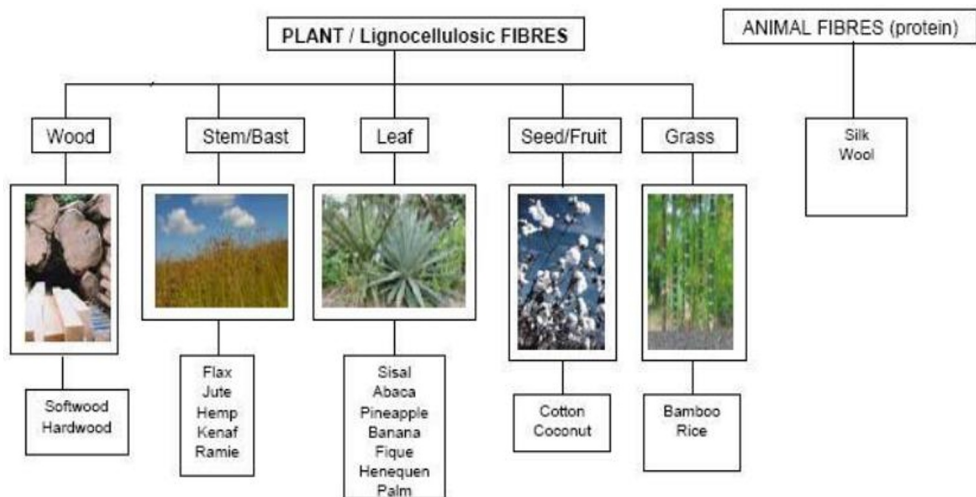 PLANT / Lignocellulosic FIBRES
ANIMAL FIBRES (protein)
Wood
Stem/Bast
Leaf
Seed/Fruit
Grass
Silk
Wool
Softwood
Hardwood
Flax
Jute
Hemp
Kenaf
Ramie
Sisal
Abaca
Pineapple
Banana
Fique
Henequen
Palm
Cotton
Coconut
Bamboo
Rice